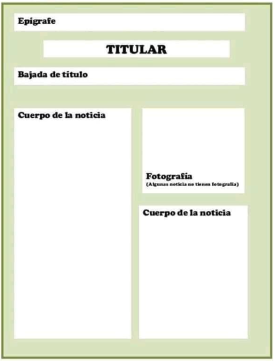 Epígrafe
TITULAR
Bajada de título
Cuerpo de la noticia
Fotografía
(Algunas noticia no tienen fotografía)
Cuerpo de la noticia